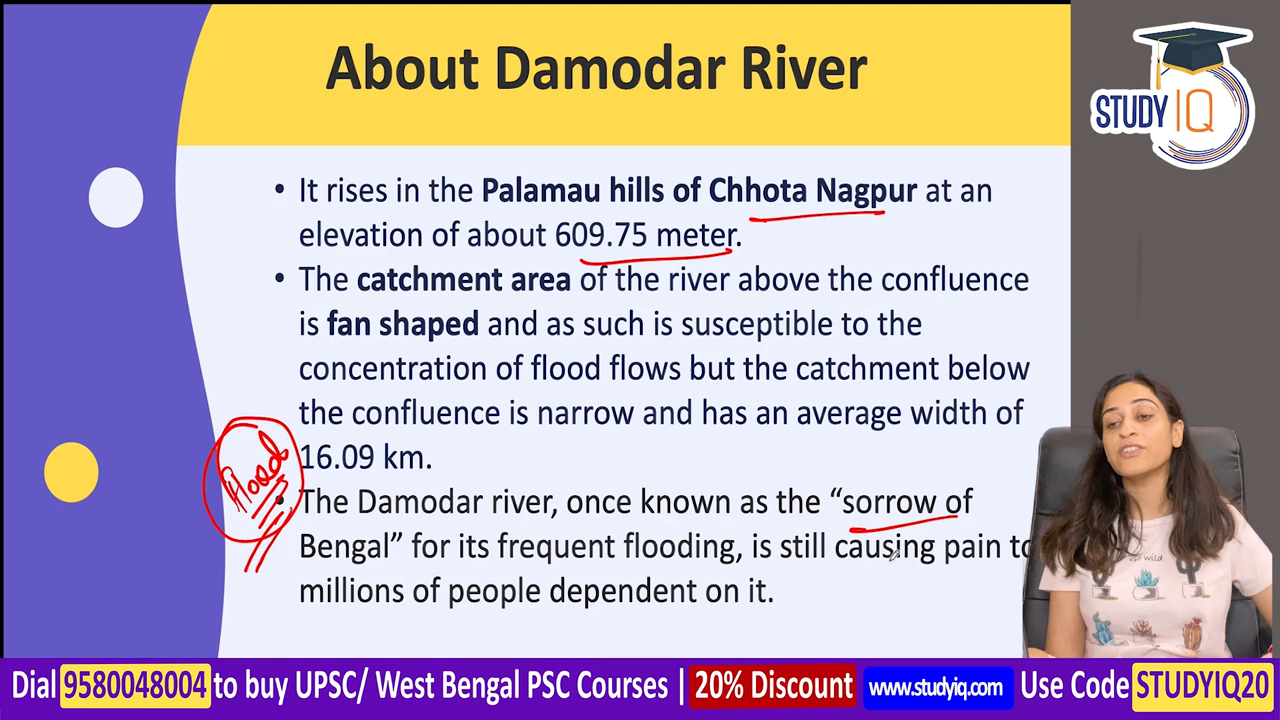 About Damodar River
STUDY IQ
• It rises in the Palamau hills of Chhota Nagpur at an
elevation of about 609.75 meter.
• The catchment area of the river above the confluence
is fan shaped and as such is susceptible to the
concentration of flood flows but the catchment below
the confluence is narrow and has an average width of
16.09 km.
Flood
• The Damodar river, once known as the “sorrow of
Bengal” for its frequent flooding, is still causing pain to
millions of people dependent on it.
wild
Dial 9580048004 to buy UPSC/ West Bengal PSC Courses | 20% Discount www.studyiq.com Use Code STUDYIQ20